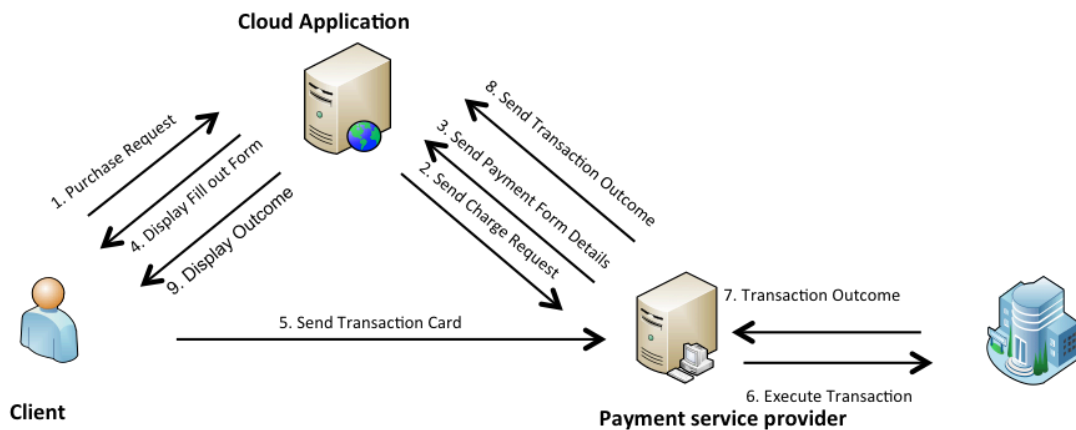 Cloud Application
1. Purchase Request
4. Display Fill out Form
9. Display Outcome
8. Send Transaction Outcome
3. Send Payment Form Details
2. Send Charge Request
5. Send Transaction Card
7. Transaction Outcome
6. Execute Transaction
Client
Payment service provider